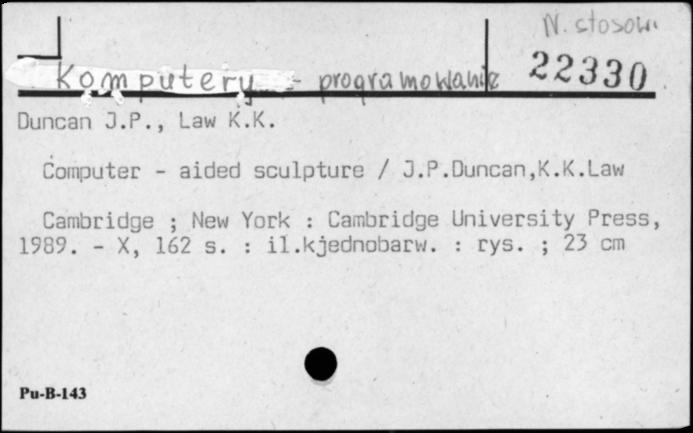 N. stosow.
Komputery - programowanie 22330
Duncan J.P., Law K.K.
Computer - aided sculpture / J.P.Duncan,K.K.Law
Cambridge ; New York : Cambridge University Press,
1989. - X, 162 s. : il.kjednobarw. : rys. ; 23 cm
Pu-B-143